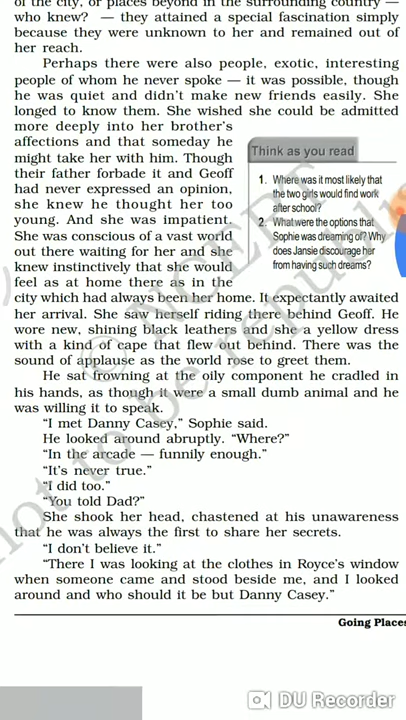 of the city, or places beyond in the surrounding country —
who knew? — they attained a special fascination simply
because they were unknown to her and remained out of
her reach.
Perhaps there were also people, exotic, interesting
people of whom he never spoke — it was possible, though
he was quiet and didn't make new friends easily. She
longed to know them. She wished she could be admitted
more deeply into her brother's
affections and that someday he
might take her with him. Though
their father forbade it and Geoff
had never expressed an opinion,
she knew he thought her too
young. And she was impatient.
She was conscious of a vast world
out there waiting for her and she
knew instinctively that she would
feel as at home there as in the
Think as you read
1. Where was it most likely that
the two girls would find work
after school?
2. What were the options that
Sophie was dreaming of? Why
does Jansie discourage her
from having such dreams?
city which had always been her home. It expectantly awaited
her arrival. She saw herself riding there behind Geoff. He
wore new, shining black leathers and she a yellow dress
with a kind of cape that flew out behind. There was the
sound of applause as the world rose to greet them.
He sat frowning at the oily component he cradled in
his hands, as though it were a small dumb animal and he
was willing it to speak.
"I met Danny Casey," Sophie said.
He looked around abruptly. "Where?"
"In the arcade — funnily enough."
"It's never true."
"I did too."
"You told Dad?"
She shook her head, chastened at his unawareness
that he was always the first to share her secrets.
"I don't believe it."
"There I was looking at the clothes in Royce's window
when someone came and stood beside me, and I looked
around and who should it be but Danny Casey."
Going Places
© NCERT
not to be republished
DU Recorder